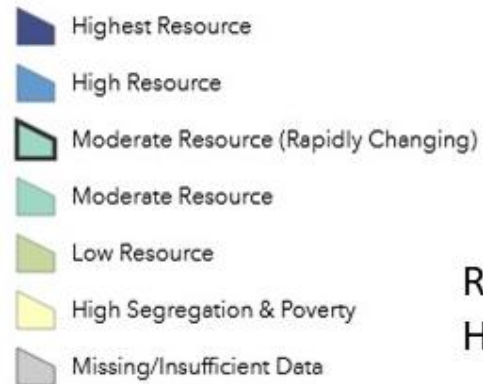 Highest Resource
High Resource
Moderate Resource (Rapidly Changing)
Moderate Resource
Low Resource
High Segregation & Poverty
Missing/Insufficient Data
R
H